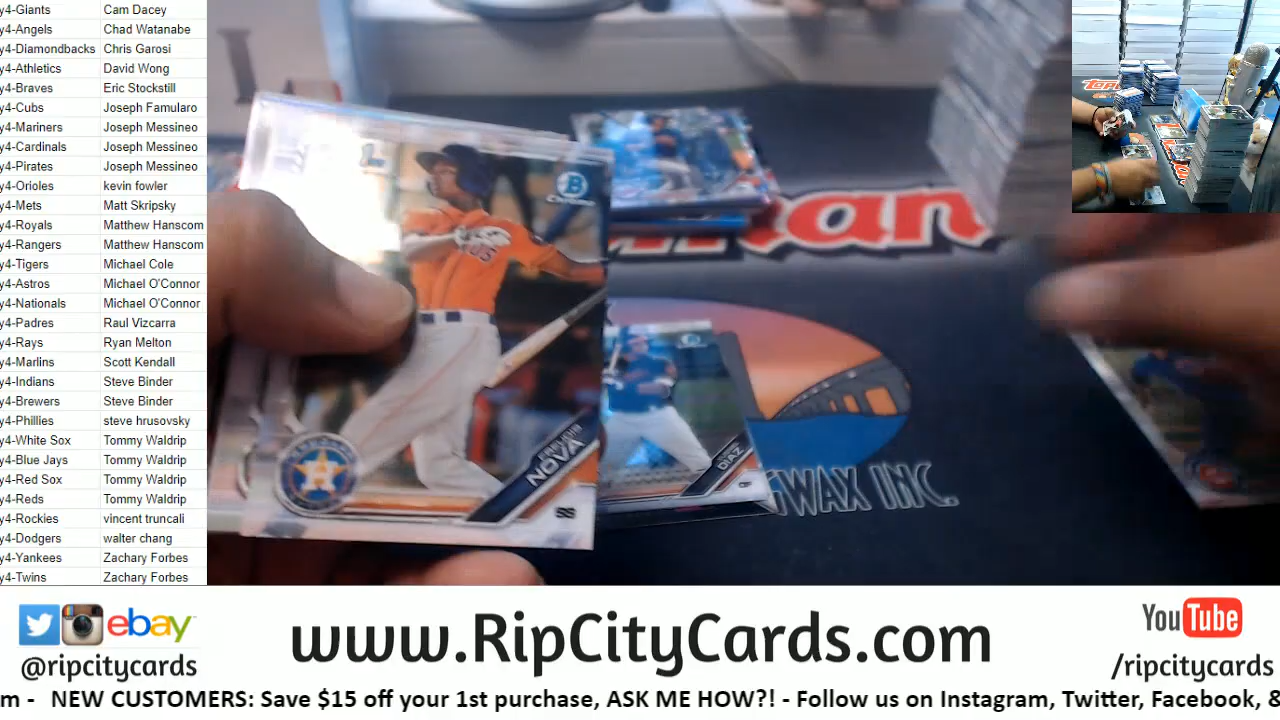 y4-Giants Cam Dacey
y4-Angels Chad Watanabe
y4-Diamondbacks Chris Garosi
y4-Athletics David Wong
y4-Braves Eric Stockstill
y4-Cubs Joseph Famularo
y4-Mariners Joseph Messineo
y4-Cardinals Joseph Messineo
y4-Pirates Joseph Messineo
y4-Orioles kevin fowler
y4-Mets Matt Skripsky
y4-Royals Matthew Hanscom
y4-Rangers Matthew Hanscom
y4-Tigers Michael Cole
y4-Astros Michael O'Connor
y4-Nationals Michael O'Connor
y4-Padres Raul Vizcarra
y4-Rays Ryan Melton
y4-Marlins Scott Kendall
y4-Indians Steve Binder
y4-Brewers Steve Binder
y4-Phillies steve hrusovsky
y4-White Sox Tommy Waldrip
y4-Blue Jays Tommy Waldrip
y4-Red Sox Tommy Waldrip
y4-Reds Tommy Waldrip
y4-Rockies vincent truncali
y4-Dodgers walter chang
y4-Yankees Zachary Forbes
y4-Twins Zachary Forbes
B
Chrome
NOVA
SS
DIAZ
WAX INC.
ebay
@ripcitycards
www.RipCityCards.com
YouTube
/ripcitycards
m - NEW CUSTOMERS: Save $15 off your 1st purchase, ASK ME HOW?! - Follow us on Instagram, Twitter, Facebook, &